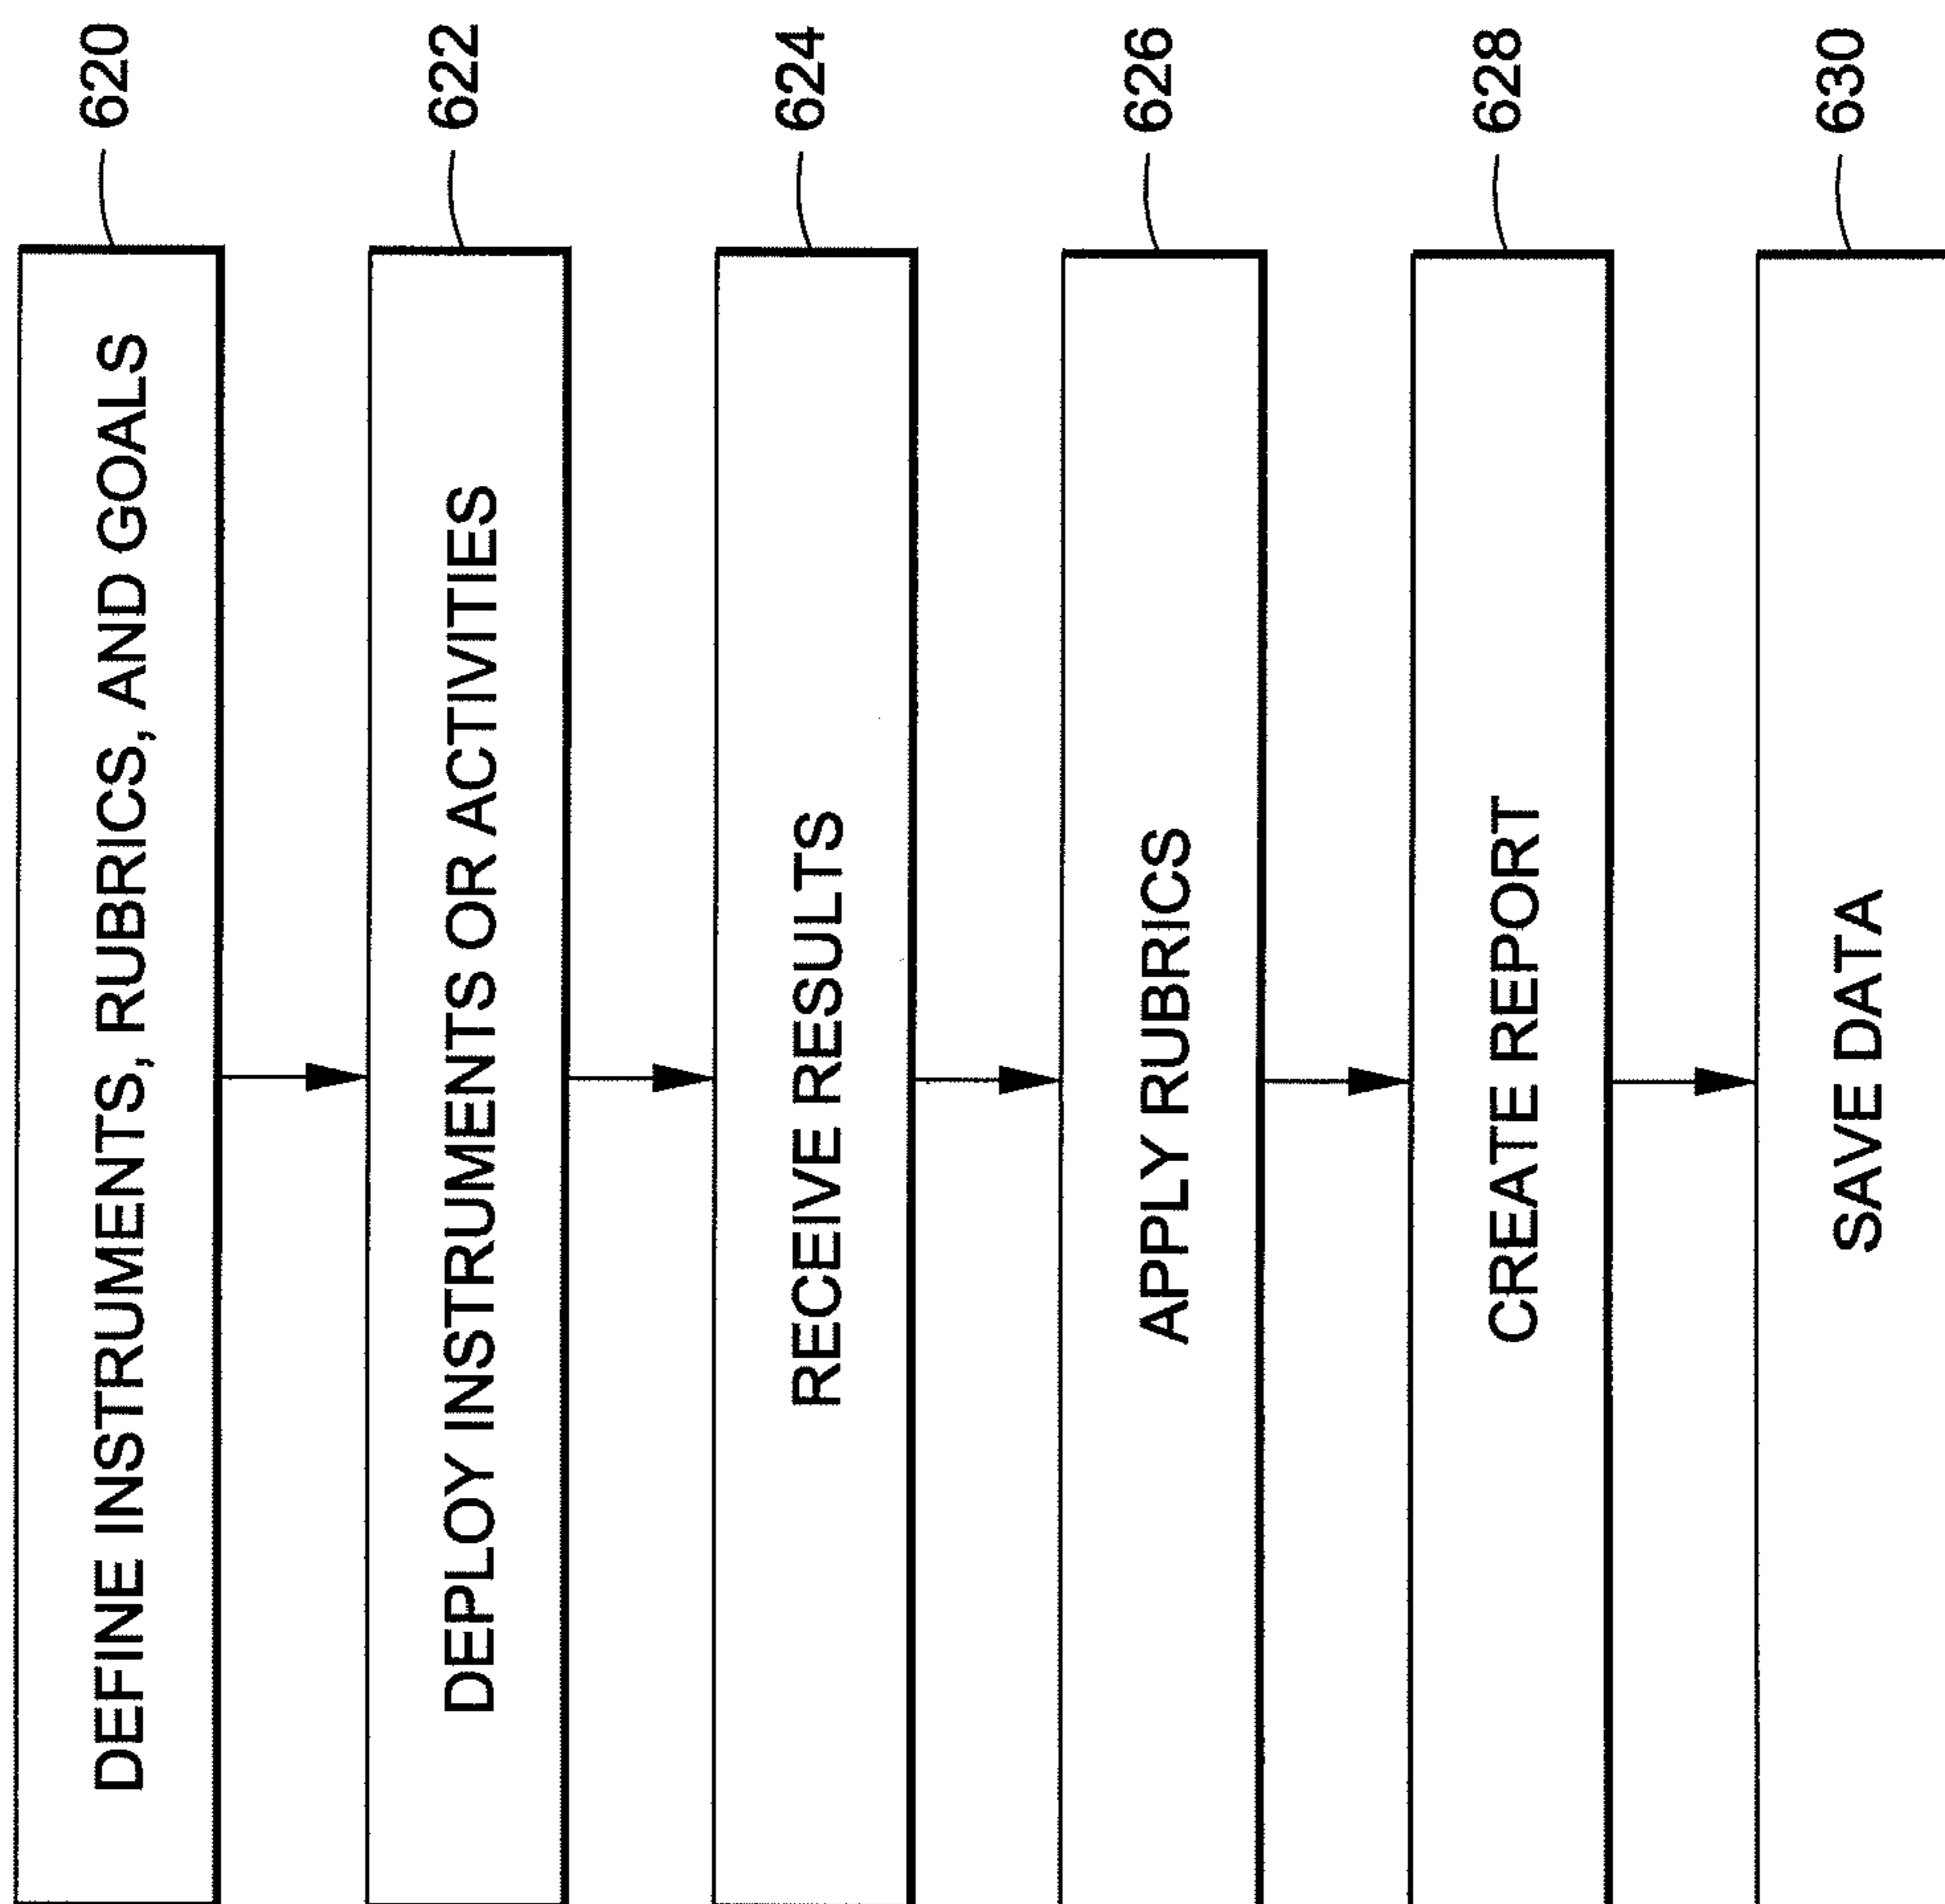 DEFINE INSTRUMENTS, RUBRICS, AND GOALS
620
DEPLOY INSTRUMENTS OR ACTIVITIES
622
RECEIVE RESULTS
624
APPLY RUBRICS
626
CREATE REPORT
628
SAVE DATA
630